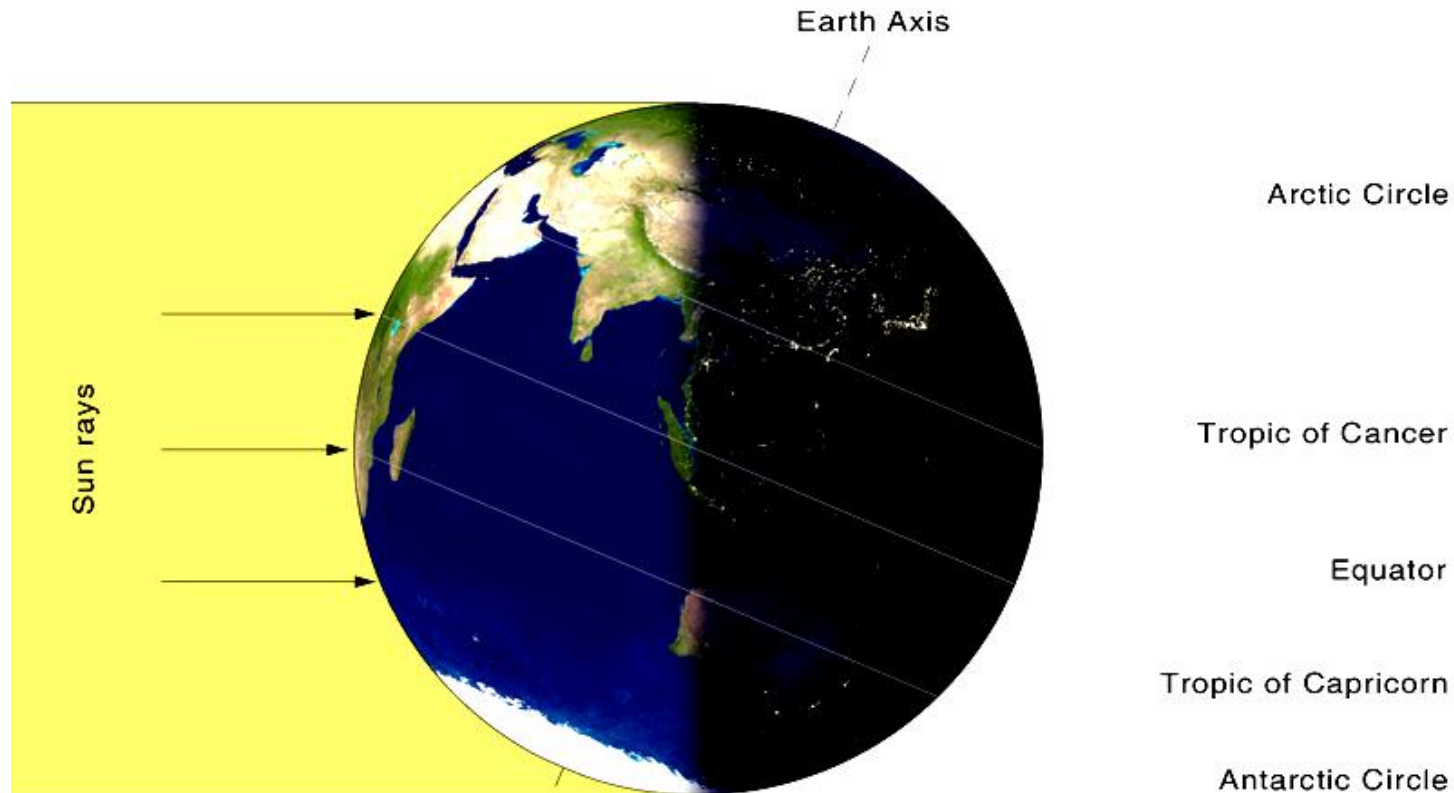 Earth Axis
Arctic Circle
Sun rays
Tropic of Cancer
Equator
Tropic of Capricorn
Antarctic Circle